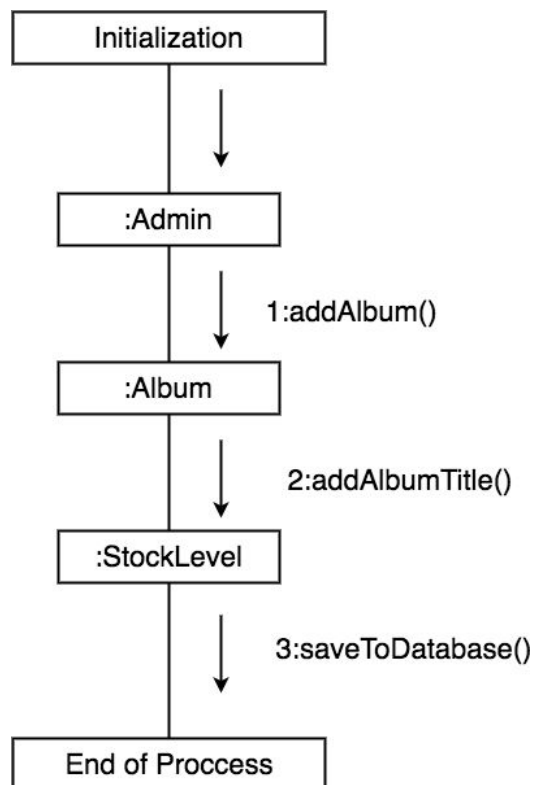 Initialization
:Admin
1:addAlbum()
:Album
2:addAlbumTitle()
:StockLevel
3:saveToDatabase()
End of Proccess